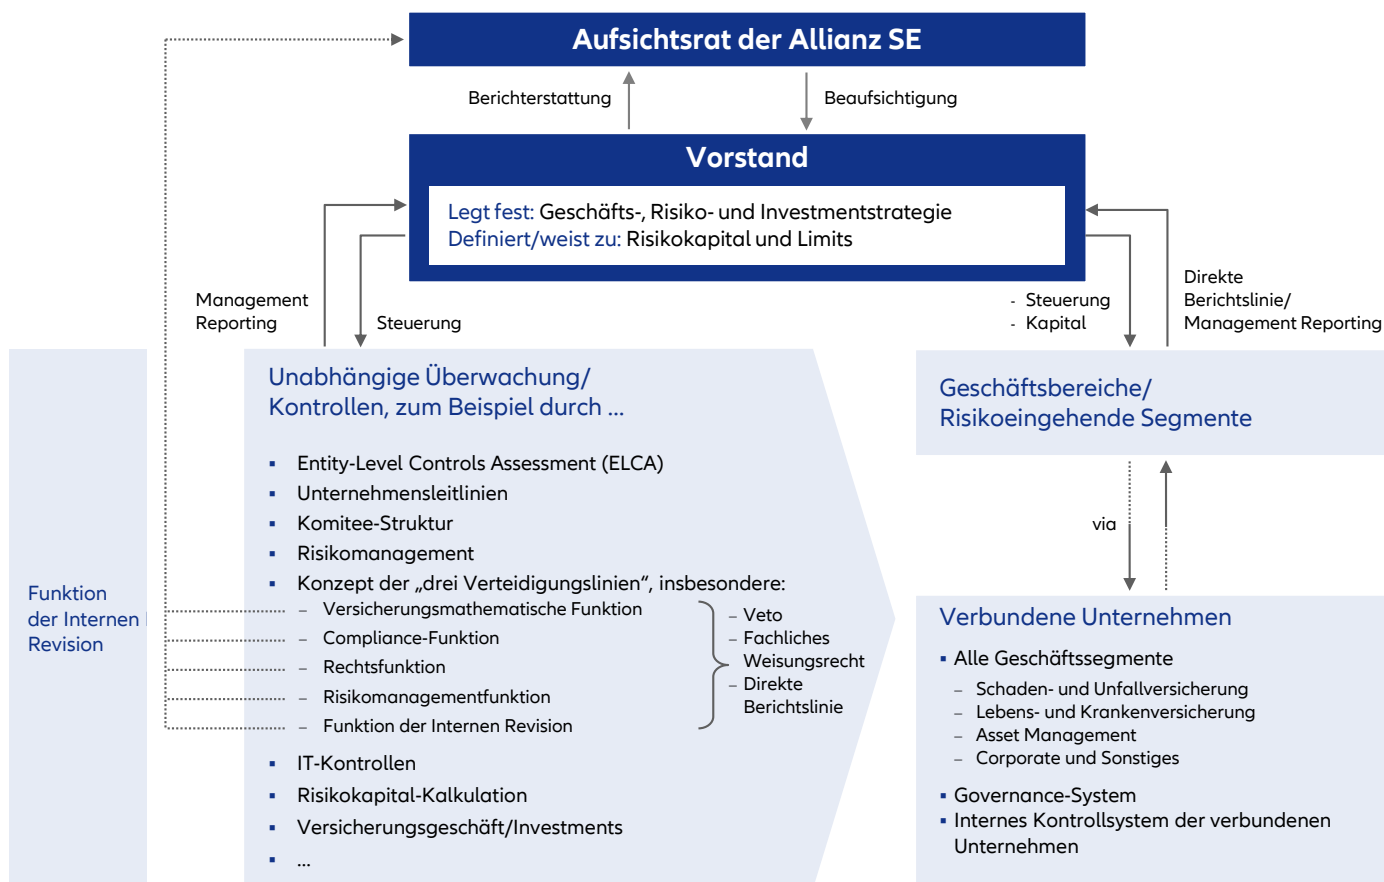 Aufsichtsrat der Allianz SE
Berichterstattung
Beaufsichtigung
Vorstand
Legt fest: Geschäfts-, Risiko- und Investmentstrategie
Definiert/weist zu: Risikokapital und Limits
Management
Reporting
Steuerung
- Steuerung
- Kapital
Direkte
Berichtslinie/
Management Reporting
Funktion
der Internen
Revision
Unabhängige Überwachung/
Kontrollen, zum Beispiel durch ...
▪ Entity-Level Controls Assessment (ELCA)
▪ Unternehmensleitlinien
▪ Komitee-Struktur
▪ Risikomanagement
▪ Konzept der „drei Verteidigungslinien“, insbesondere:
– Versicherungsmathematische Funktion
– Compliance-Funktion
– Rechtsfunktion
– Risikomanagementfunktion
– Funktion der Internen Revision
– Veto
– Fachliches
Weisungsrecht
– Direkte
Berichtslinie
▪ IT-Kontrollen
▪ Risikokapital-Kalkulation
▪ Versicherungsgeschäft/Investments
▪ ...
Geschäftsbereiche/
Risikoeingehende Segmente
via
Verbundene Unternehmen
▪ Alle Geschäftssegmente
– Schaden- und Unfallversicherung
– Lebens- und Krankenversicherung
– Asset Management
– Corporate und Sonstiges
▪ Governance-System
▪ Internes Kontrollsystem der verbundenen
Unternehmen